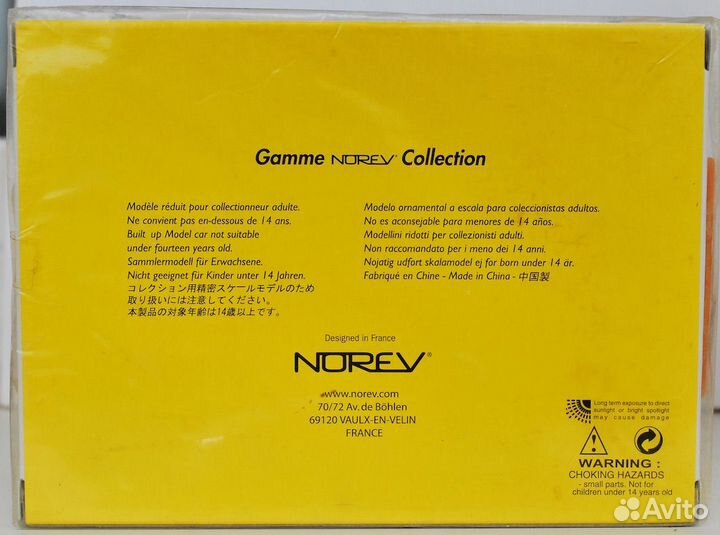 Gamme NOREV® Collection
Modèle réduit pour collectionneur adulte.
Ne convient pas en-dessous de 14 ans.
Built up Model car not suitable
under fourteen years old.
Sammlermodell für Erwachsene.
Nicht geeignet für Kinder unter 14 Jahren.
コレクション用精密スケールモデルのため
取り扱いには注意してください。
本製品の対象年齢は14歳以上です。
Modelo ornamental a escala para coleccionistas adultos.
No es aconsejable para menores de 14 años.
Modellini ridotti per collezionisti adulti.
Non raccomandato per i meno dei 14 anni.
Nojatig udfort skalamodel ej for born under 14 är.
Fabriqué en Chine - Made in China - 中国製
Designed in France
NOREV®
www.norev.com
70/72 Av. de Böhlen
69120 VAULX-EN-VELIN
FRANCE
Long term exposure to direct
sunlight or bright spotlight
may cause damage
WARNING :
CHOKING HAZARDS
- small parts. Not for
children under 14 years old
Avito